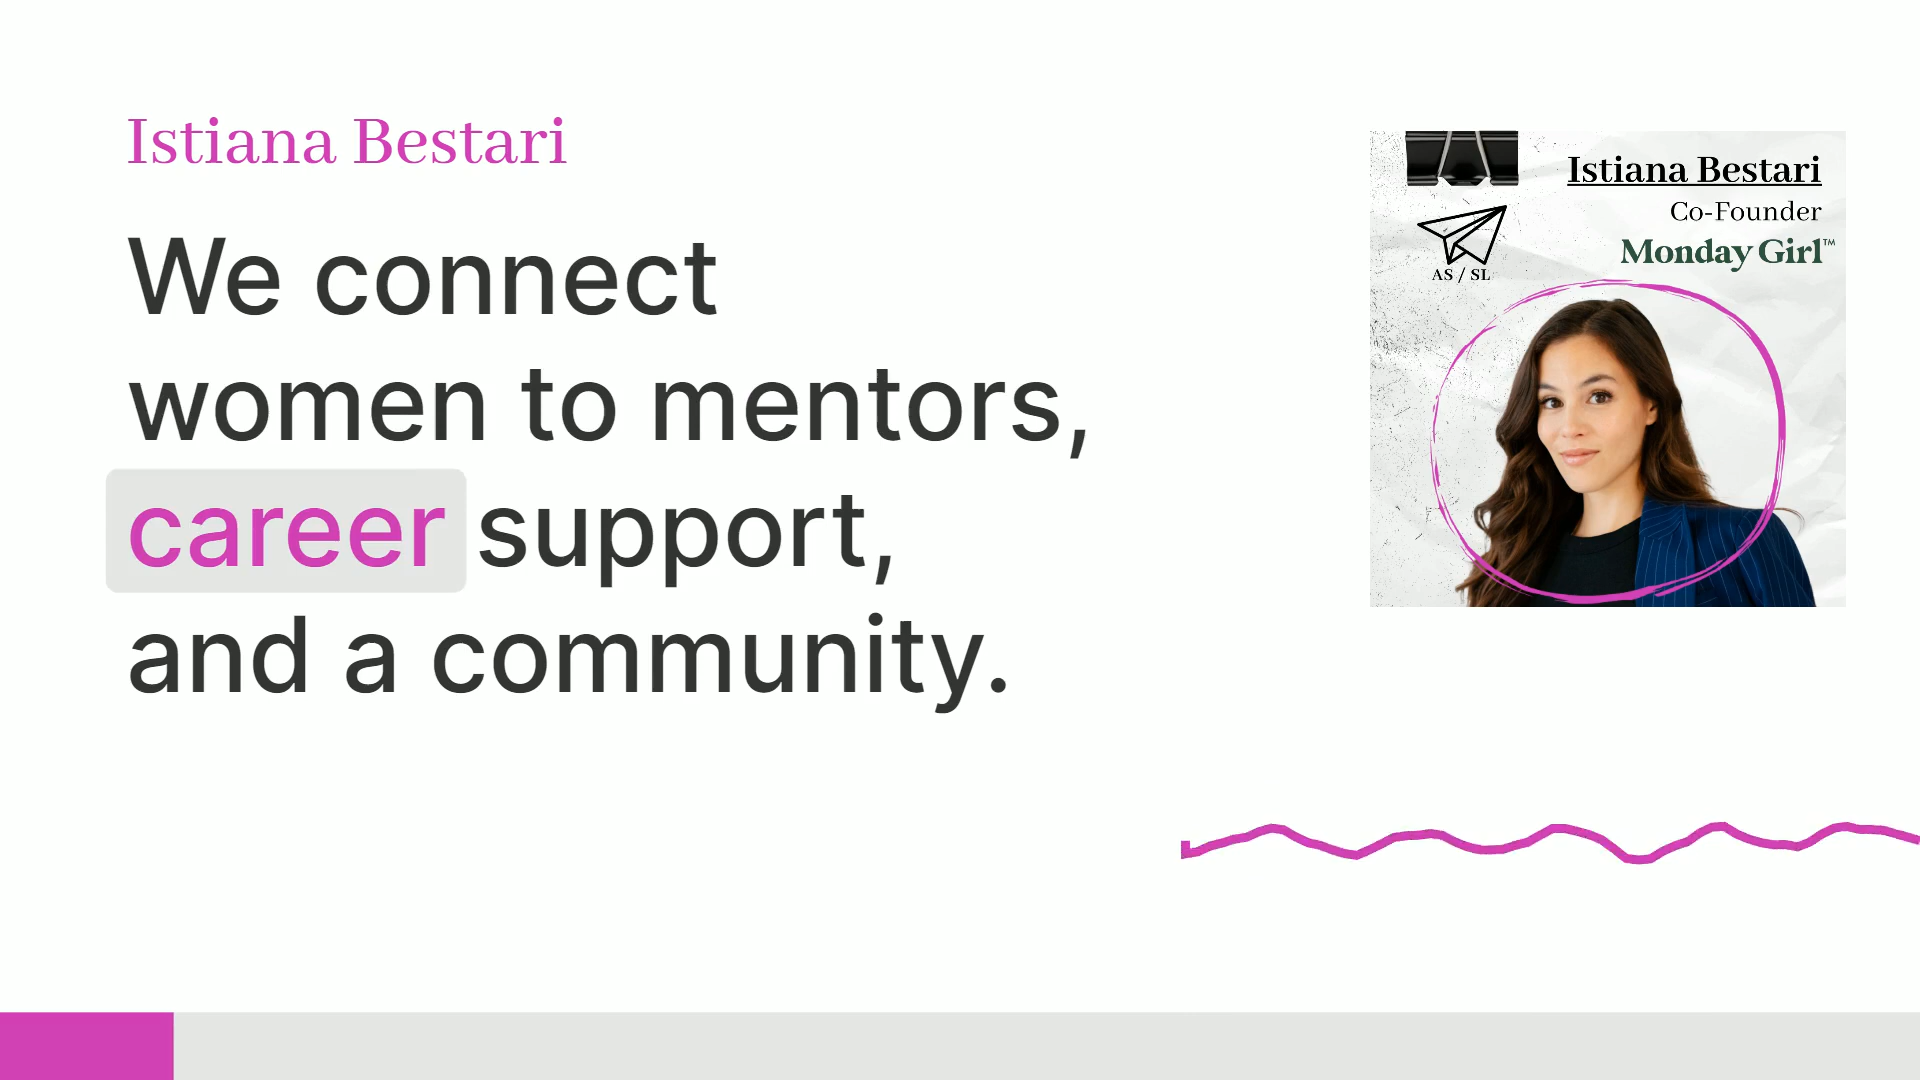 Istiana Bestari
We connect
women to mentors,
career support,
and a community.
Istiana Bestari
Co-Founder
Monday Girl™
AS / SL